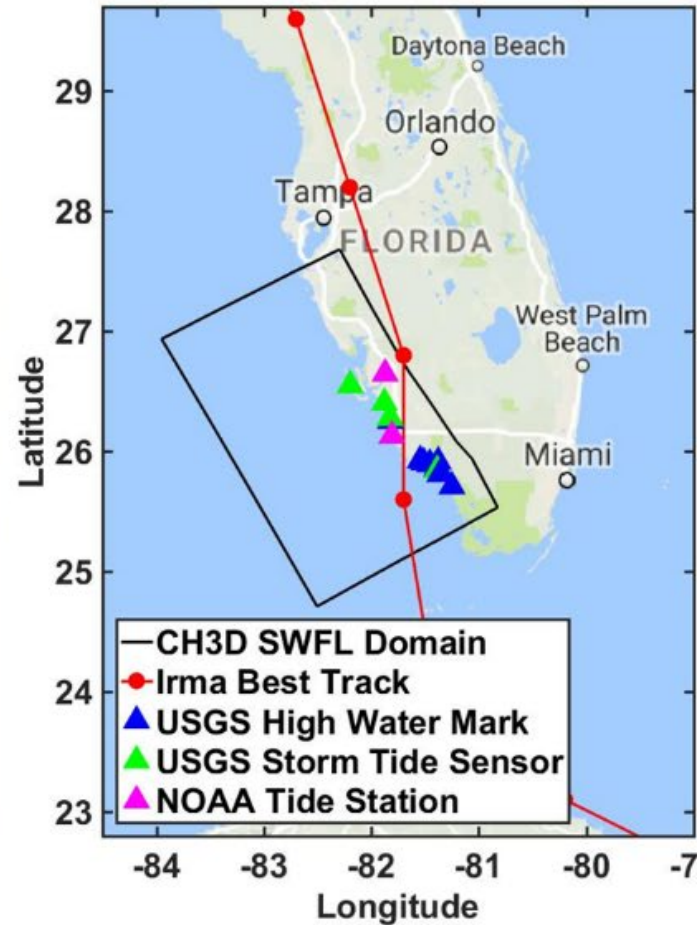 29
28
27
26
25
24
23
Latitude
Daytona Beach
Orlando
Tampa
FLORIDA
West Palm
Beach
Miami
CH3D SWFL Domain
Irma Best Track
USGS High Water Mark
USGS Storm Tide Sensor
NOAA Tide Station
-84 -83 -82 -81 -80 -7
Longitude